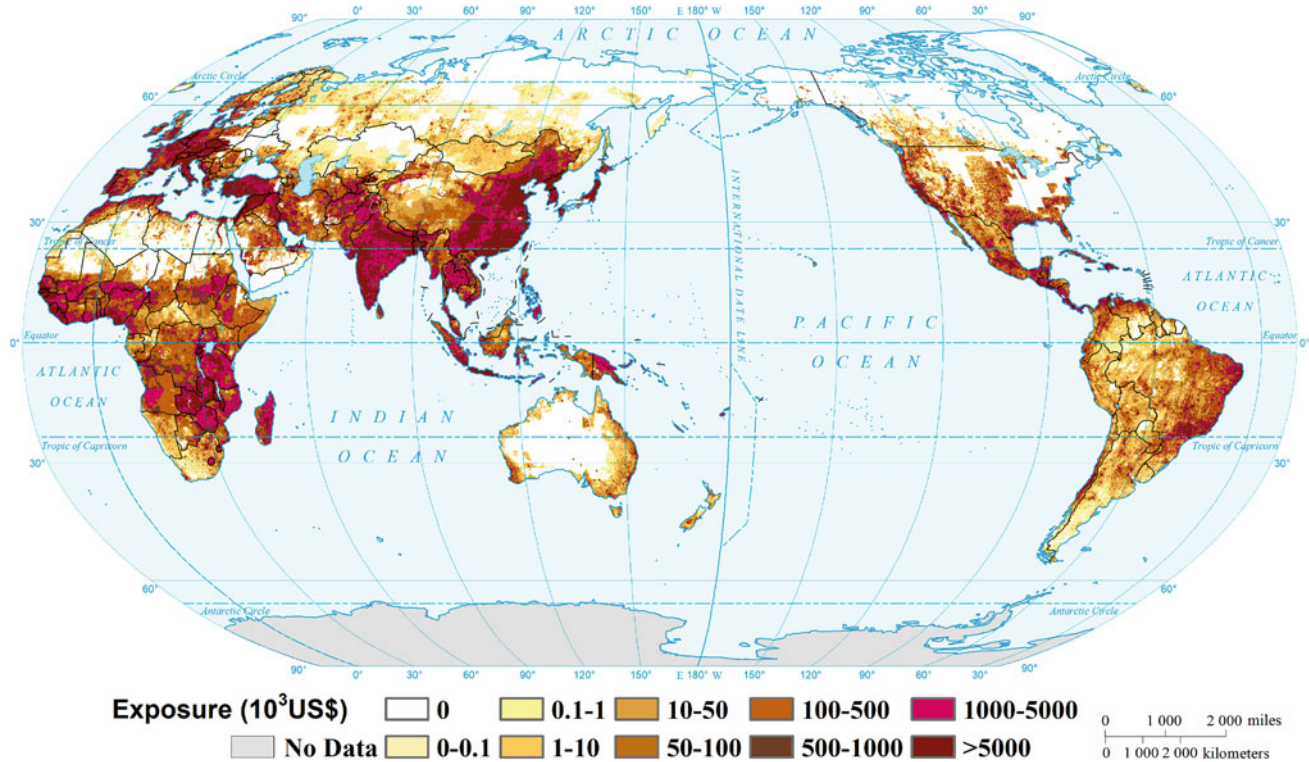 90° 60° 30° 0° 30° 60° 90° 120° 150° E 180° W 150° 120° 90° 60° 30° 90°
ARCTIC OCEAN
Arctic Circle
Arctic Circle
60°
60°
30°
30°
INTERNATIONAL DATE LINE
Tropic of Cancer
Tropic of Cancer
ATLANTIC
OCEAN
PACIFIC
OCEAN
0°
Equator
Equator
0°
ATLANTIC
OCEAN
INDIAN
OCEAN
Tropic of Capricorn
Tropic of Capricorn
30°
30°
60°
60°
Antarctic Circle
Antarctic Circle
90° 30° 0° 30° 60° 90° 120° 150° E 180° W 150° 120° 90° 60° 30° 90°
Exposure (10³US$) 0 0.1-1 10-50 100-500 1000-5000
No Data 0-0.1 1-10 50-100 500-1000 >5000
0 1 000 2 000 miles
0 1 000 2 000 kilometers